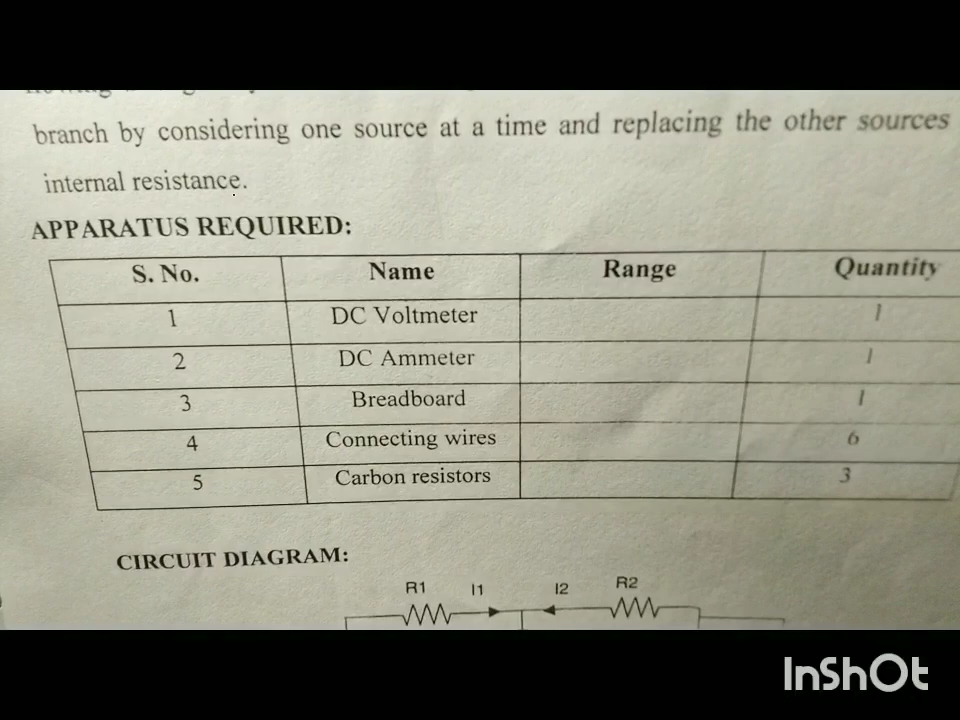 branch by considering one source at a time and replacing the other sources
internal resistance.
APPARATUS REQUIRED:
S. No. Name Range Quantity
1 DC Voltmeter 1
2 DC Ammeter 1
3 Breadboard 1
4 Connecting wires 6
5 Carbon resistors 3
CIRCUIT DIAGRAM:
R1 I1 I2 R2
InShOt